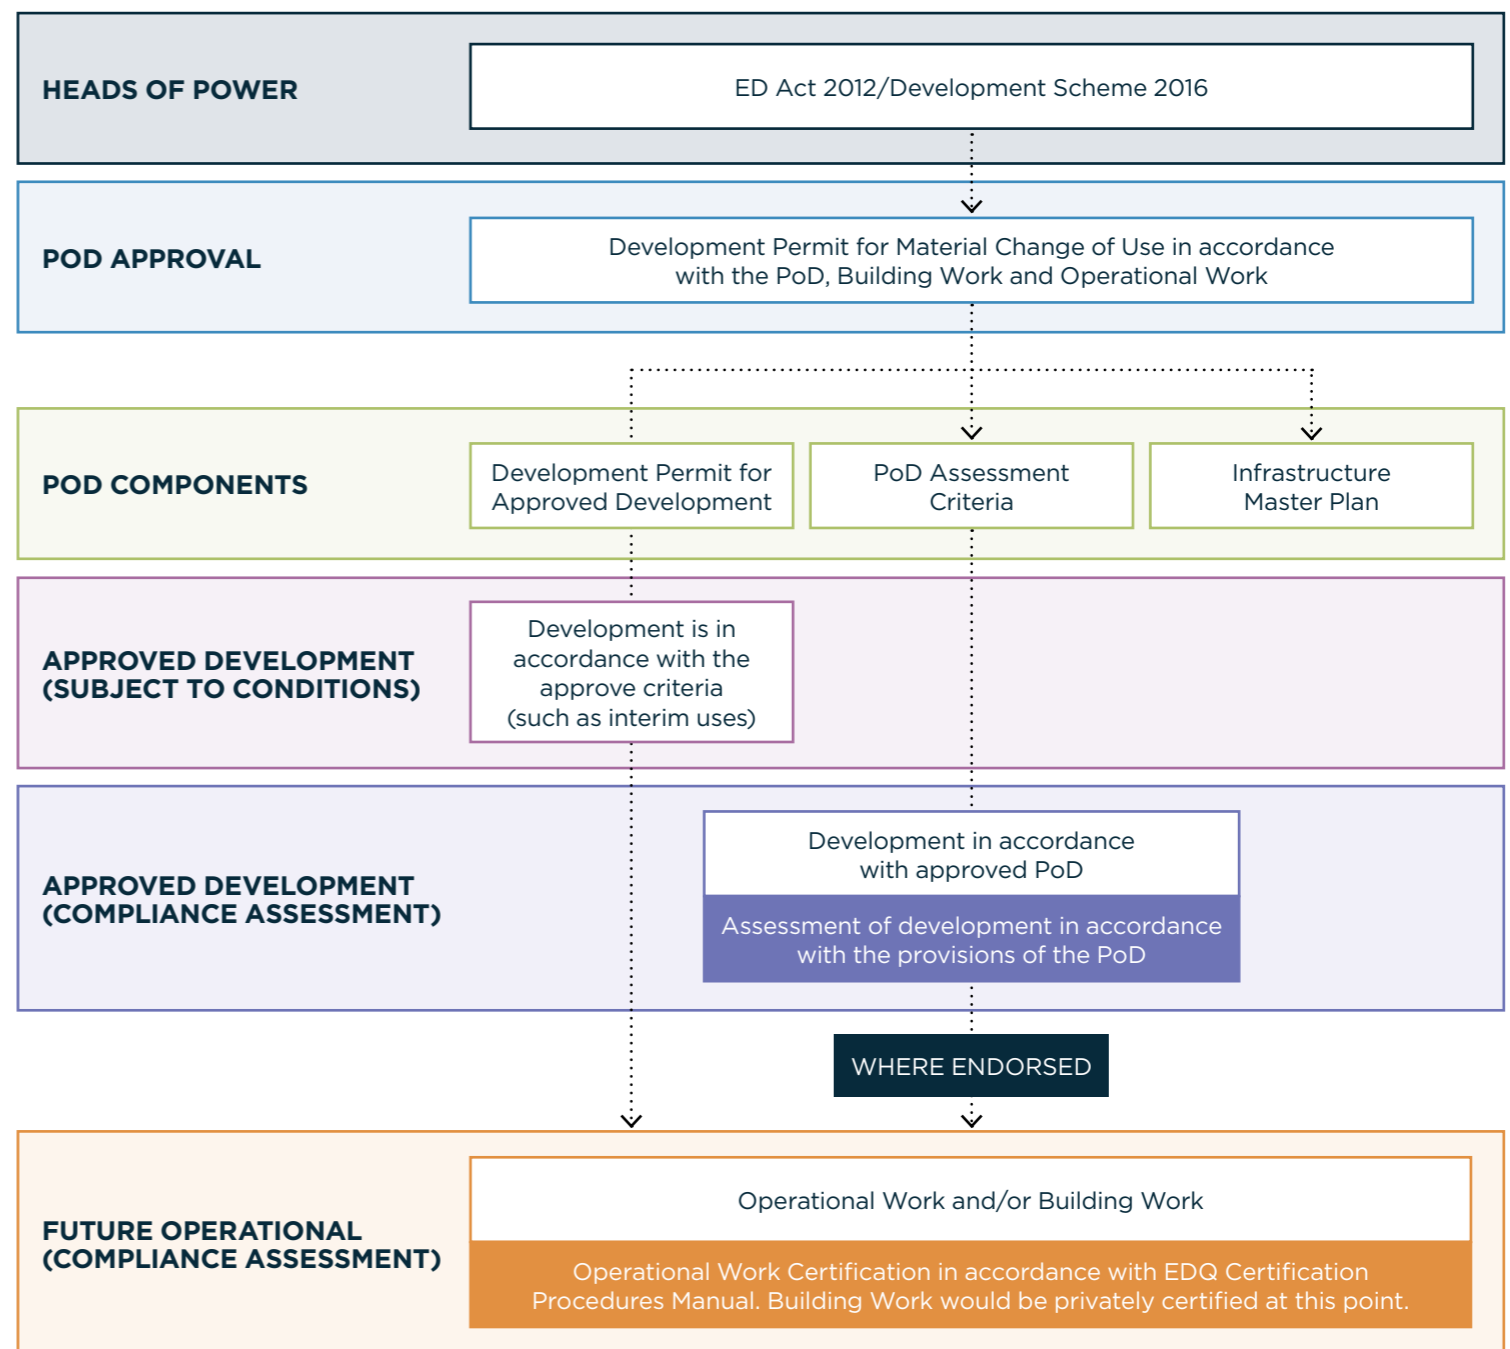 HEADS OF POWER
ED Act 2012/Development Scheme 2016
POD APPROVAL
Development Permit for Material Change of Use in accordance
with the PoD, Building Work and Operational Work
POD COMPONENTS
Development Permit for
Approved Development
PoD Assessment
Criteria
Infrastructure
Master Plan
APPROVED DEVELOPMENT
(SUBJECT TO CONDITIONS)
Development is in
accordance with the
approve criteria
(such as interim uses)
APPROVED DEVELOPMENT
(COMPLIANCE ASSESSMENT)
Development in accordance
with approved PoD
Assessment of development in accordance
with the provisions of the PoD
WHERE ENDORSED
FUTURE OPERATIONAL
(COMPLIANCE ASSESSMENT)
Operational Work and/or Building Work
Operational Work Certification in accordance with EDQ Certification
Procedures Manual. Building Work would be privately certified at this point.